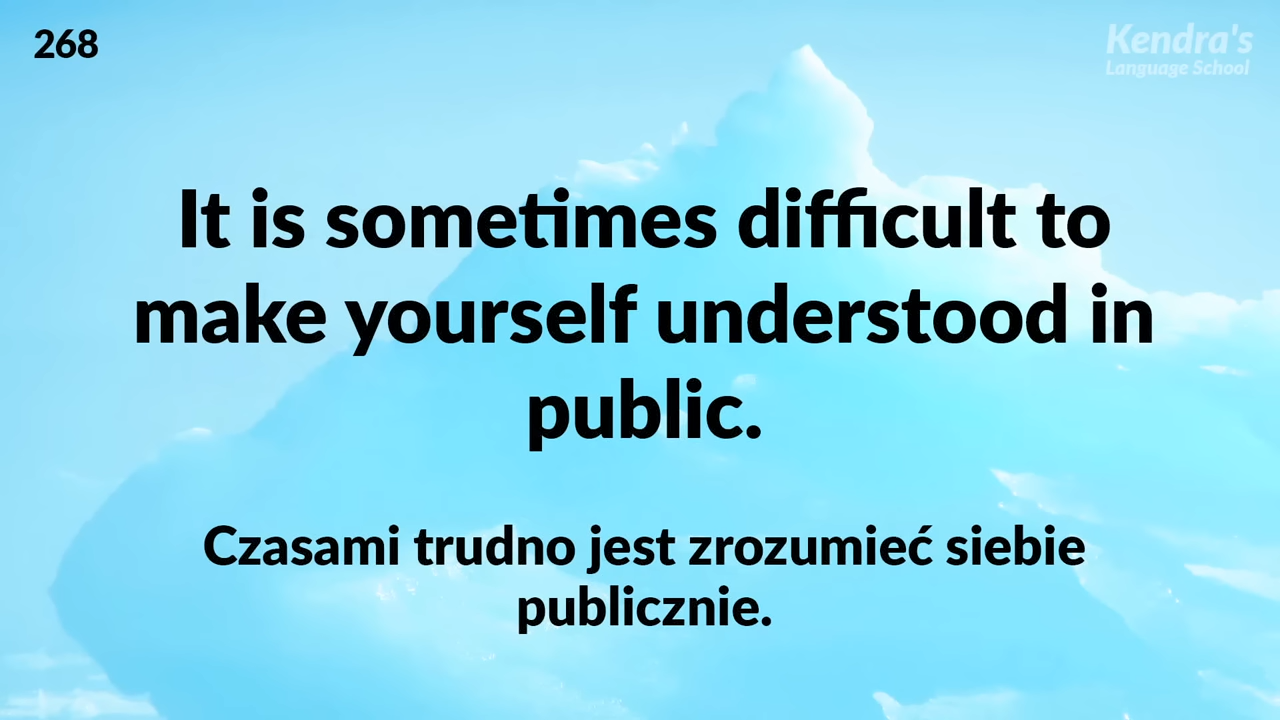 268
Kendra's
Language School
It is sometimes difficult to
make yourself understood in
public.
Czasami trudno jest zrozumieć siebie
publicznie.